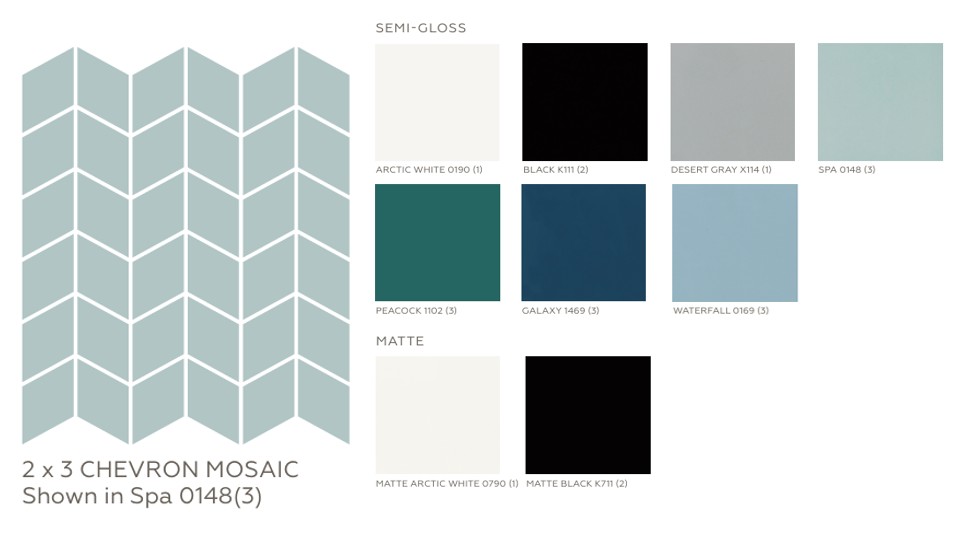 SEMI-GLOSS
ARCTIC WHITE 0190 (1)
BLACK K111 (2)
DESERT GRAY X114 (1)
SPA 0148 (3)
PEACOCK 1102 (3)
GALAXY 1469 (3)
WATERFALL 0169 (3)
MATTE
MATTE ARCTIC WHITE 0790 (1)
MATTE BLACK K711 (2)
2 x 3 CHEVRON MOSAIC
Shown in Spa 0148(3)